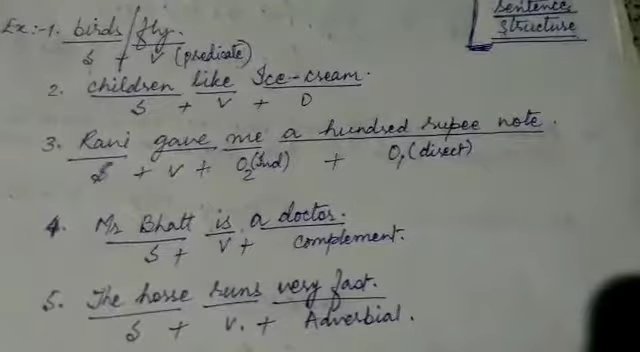 Sentence
Structure
Ex:-1. birds/fly.
S + V (predicate)
2. children like Ice-cream.
S + V + O
3. Rani gave me a hundred rupee note.
S + V + O2(Ind) + O1(direct)
4. Mr Bhatt is a doctor.
S + V + complement.
5. The horse runs very fast.
S + V. + Adverbial.